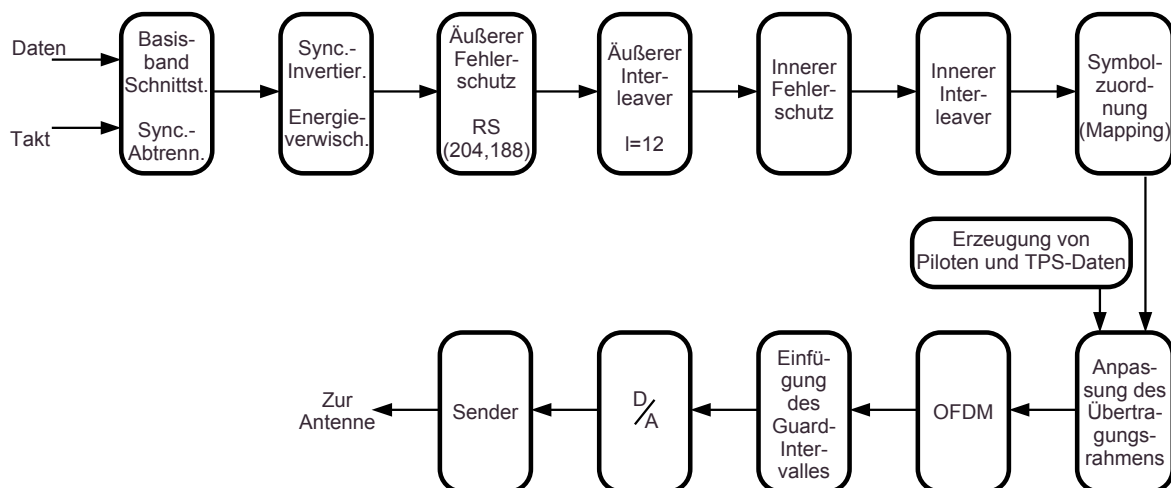 Daten
Takt
Basis-
band
Schnittst.
Sync.-
Abtrenn.
Sync.-
Invertier.
Energie-
verwisch.
Äußerer
Fehler-
schutz
RS
(204,188)
Äußerer
Inter-
leaver
I=12
Innerer
Fehler-
schutz
Innerer
Inter-
leaver
Symbol-
zuord-
nung
(Mapping)
Erzeugung von
Piloten und TPS-Daten
Zur
Antenne
Sender
D/A
Einfü-
gung
des
Guard-
Inter-
valles
OFDM
Anpas-
sung des
Übertra-
gungs-
rahmens